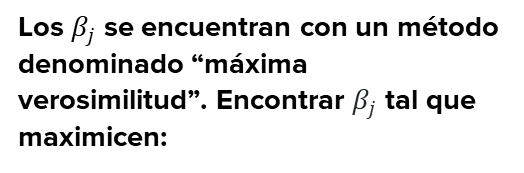 Los βⱼ se encuentran con un método
denominado “máxima
verosimilitud”. Encontrar βⱼ tal que
maximicen: